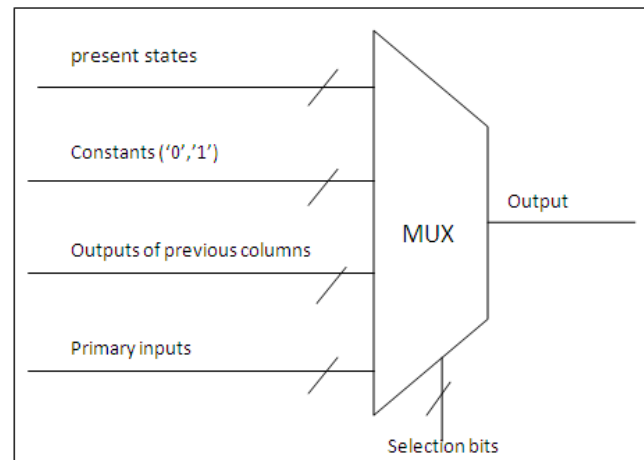 present states
Constants (‘0’,’1’)
Output
MUX
Outputs of previous columns
Primary inputs
Selection bits